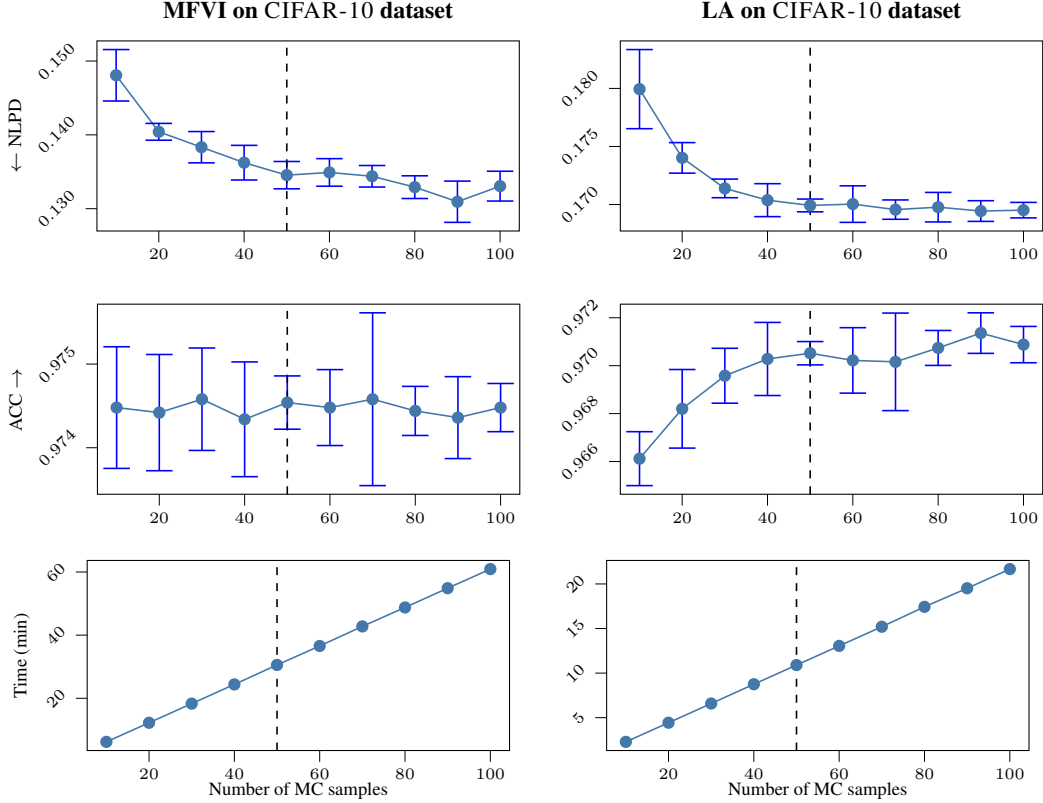 MFVI on CIFAR-10 dataset
LA on CIFAR-10 dataset
← NLPD
0.150
0.140
0.130
20 40 60 80 100
0.180
0.175
0.170
20 40 60 80 100
ACC →
0.975
0.974
20 40 60 80 100
0.972
0.970
0.968
0.966
20 40 60 80 100
Time (min)
60
40
20
20 40 60 80 100
Number of MC samples
20
15
10
5
20 40 60 80 100
Number of MC samples